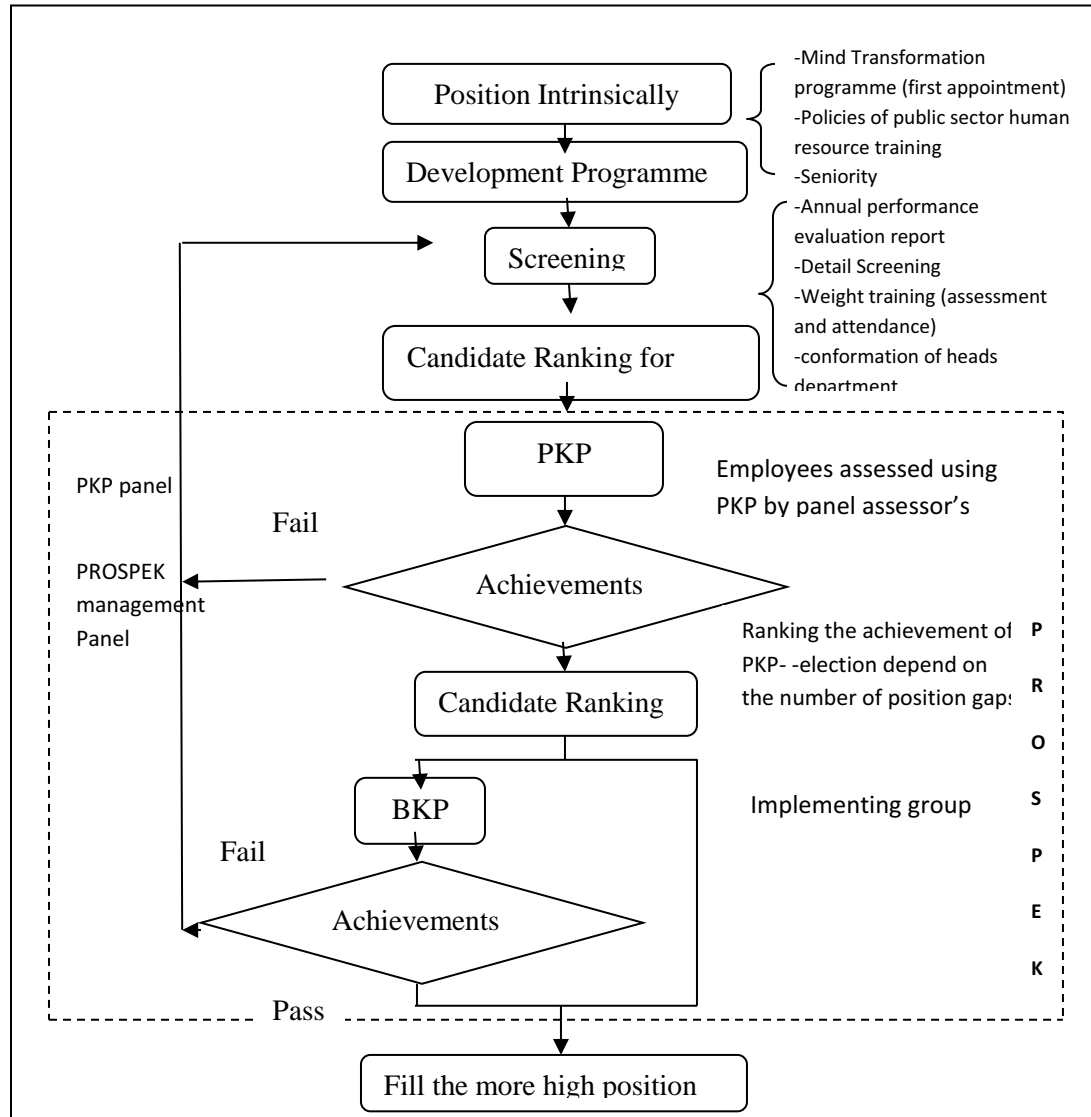 Position Intrinsically
-Mind Transformation
programme (first appointment)
-Policies of public sector human
resource training
-Seniority
Development Programme
-Annual performance
evaluation report
-Detail Screening
-Weight training (assessment
and attendance)
-conformation of heads
department
Screening
Candidate Ranking for
PKP
Employees assessed using
PKP by panel assessor's
PKP panel
Fail
PROSPEK
management
Panel
Achievements
Ranking the achievement of
PKP- -election depend on
the number of position gaps
Candidate Ranking
BKP
Implementing group
Fail
Achievements
Pass
P
R
O
S
P
E
K
Fill the more high position